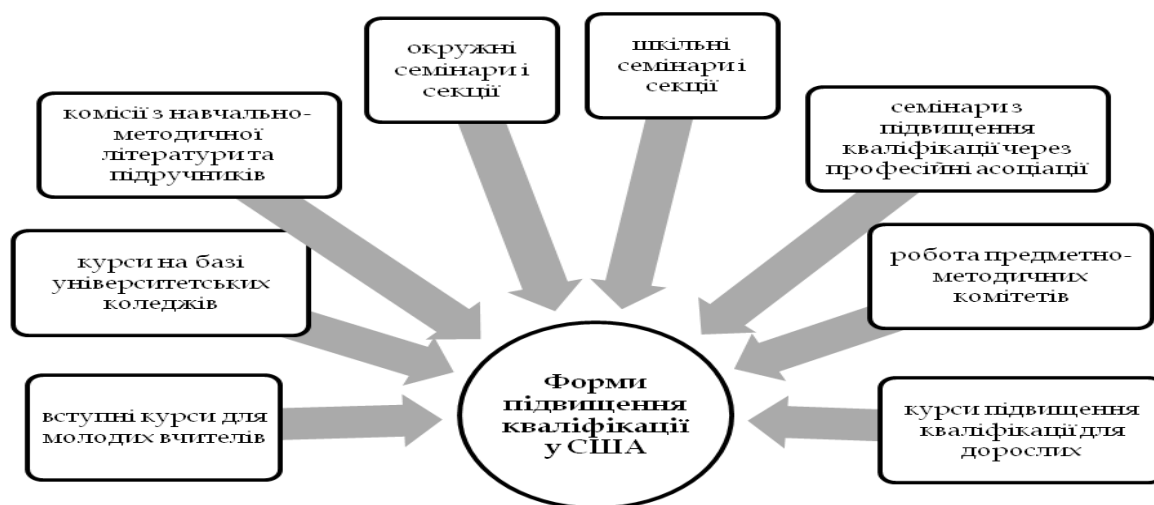 окружні
семінари і
секції
шкільні
семінари і
секції
комісії з навчально-
методичної
літератури та
підручників
семінари з
підвищення
кваліфікації через
професійні асоціації
курси на базі
університетських
коледжів
робота предметно-
методичних
комітетів
вступні курси для
молодих вчителів
Форми
підвищення
кваліфікації
у США
курси підвищення
кваліфікації для
дорослих